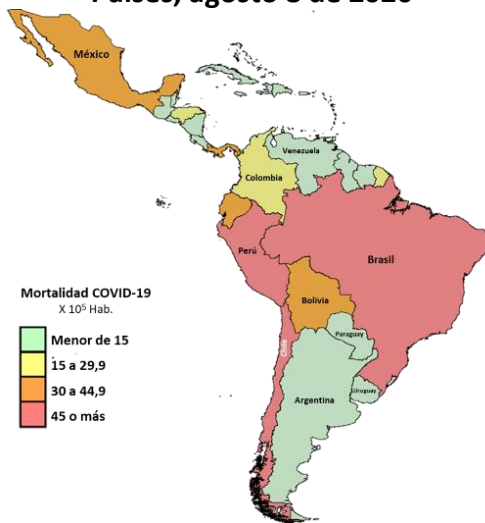 Países, agosto 8 de 2020
México
Venezuela
Colombia
Perú
Brasil
Bolivia
Paraguay
Chile
Argentina
Uruguay
Mortalidad COVID-19
X 10⁵ Hab.
Menor de 15
15 a 29,9
30 a 44,9
45 o más